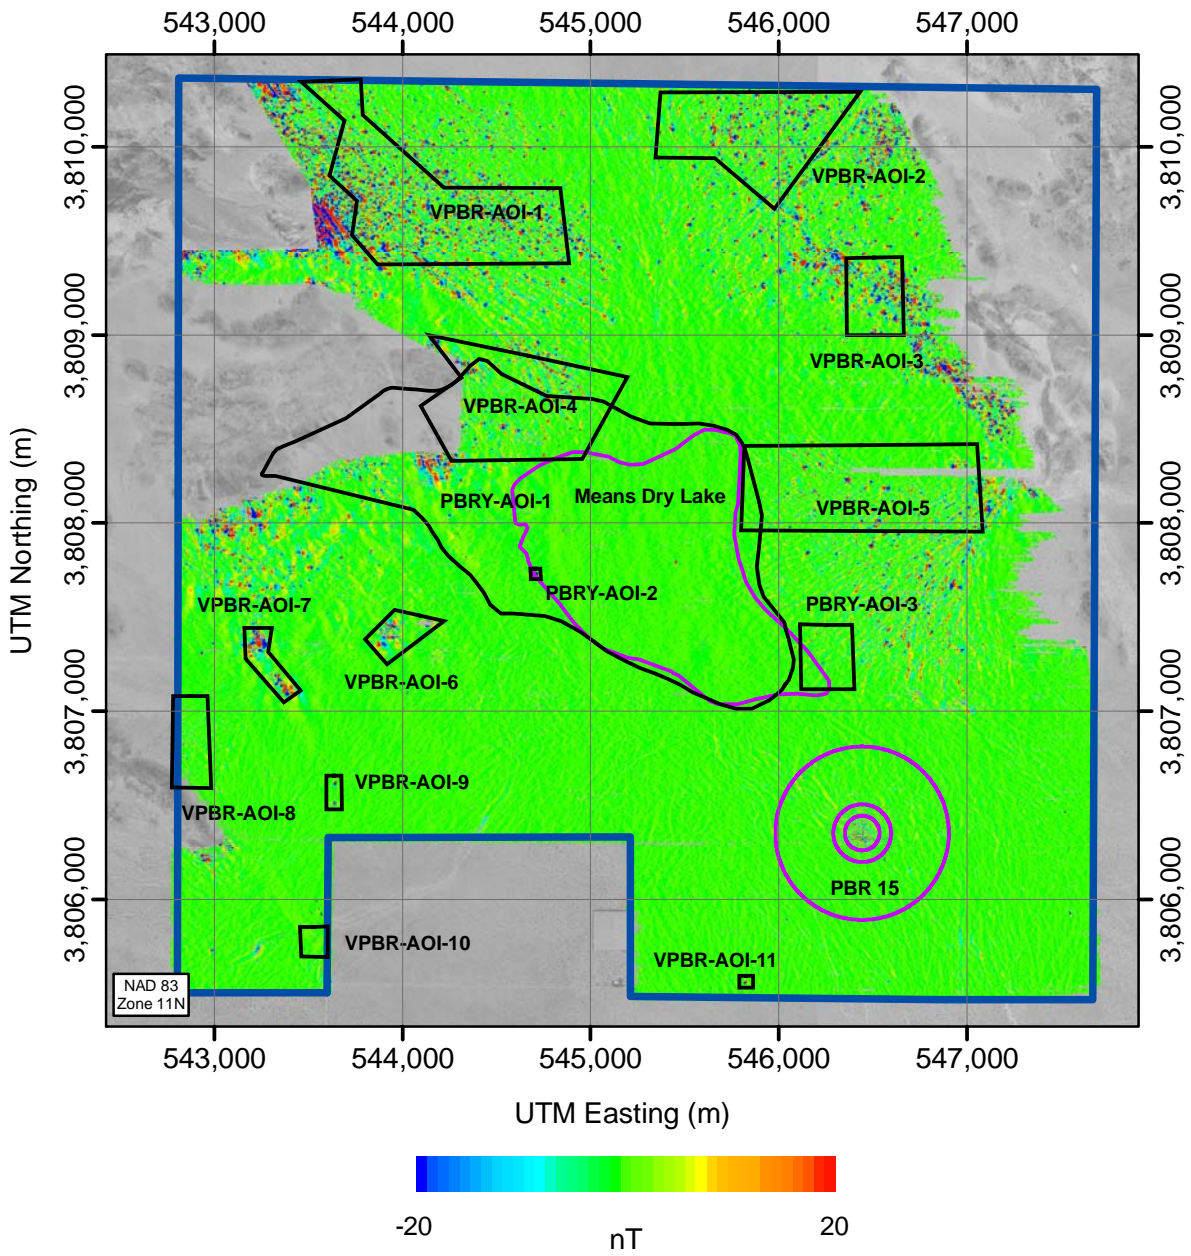 543,000 544,000 545,000 546,000 547,000
3,810,000
3,810,000
VPBR-AOI-2
VPBR-AOI-1
3,809,000
3,809,000
VPBR-AOI-3
VPBR-AOI-4
PBRY-AOI-1
Means Dry Lake
VPBR-AOI-5
3,808,000
3,808,000
UTM Northing (m)
PBRY-AOI-2
VPBR-AOI-7
PBRY-AOI-3
VPBR-AOI-6
3,807,000
3,807,000
VPBR-AOI-9
VPBR-AOI-8
PBR 15
3,806,000
3,806,000
VPBR-AOI-10
VPBR-AOI-11
NAD 83
Zone 11N
543,000 544,000 545,000 546,000 547,000
UTM Easting (m)
-20 20
nT